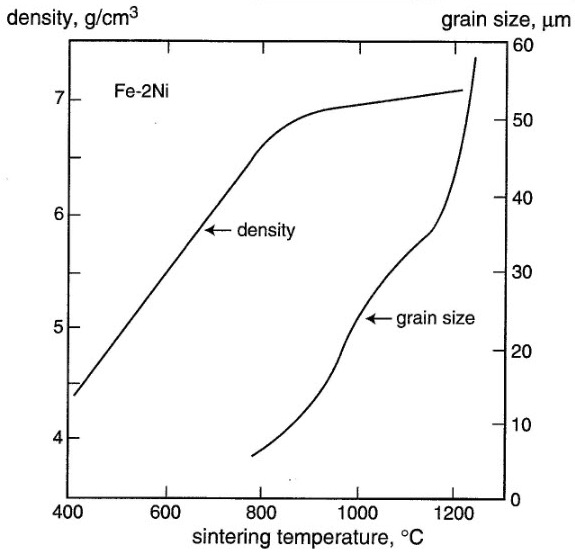 density, g/cm³
grain size, μm
60
Fe-2Ni
7
50
6
40
density
30
5
grain size
20
4
10
0
400 600 800 1000 1200
sintering temperature, °C